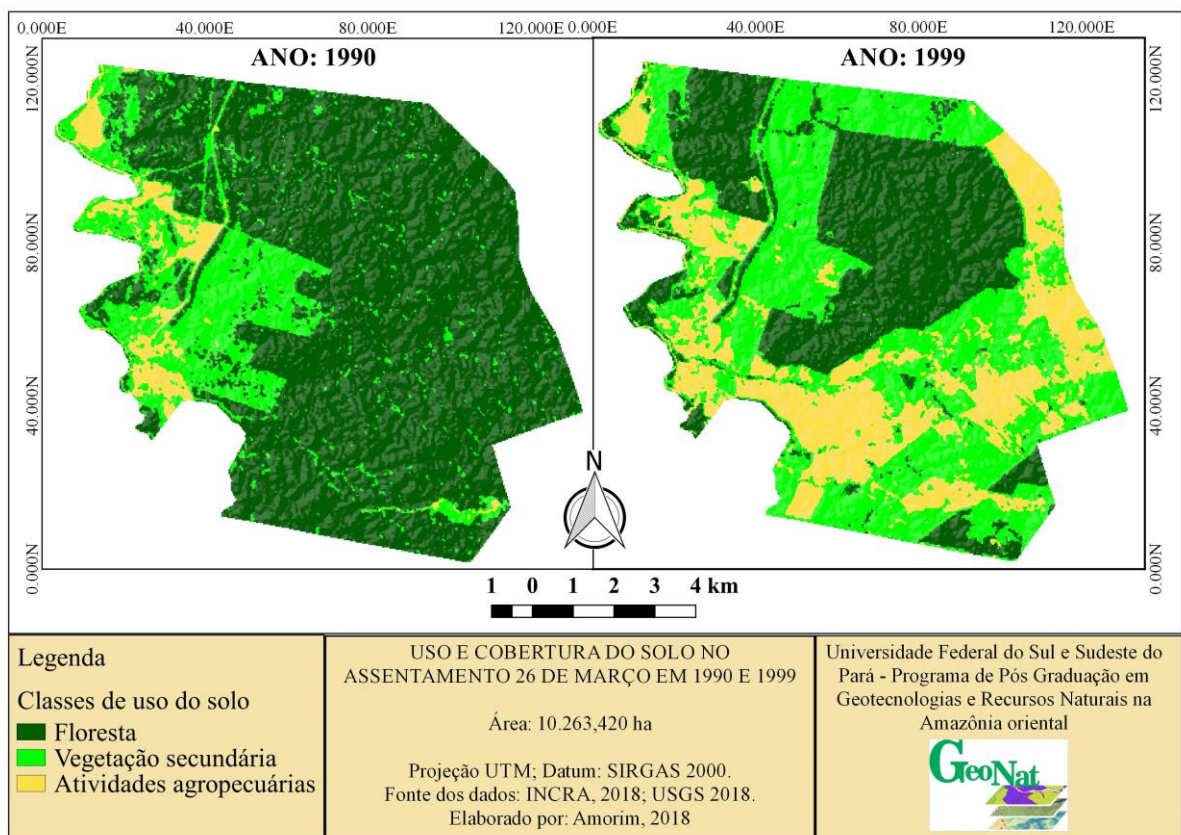 0.000E 40.000E 80.000E 120.000E 0.000E 40.000E 80.000E 120.000E
ANO: 1990
ANO: 1999
120.000N
80.000N
40.000N
0.000N
120.000N
80.000N
40.000N
0.000N
N
1 0 1 2 3 4 km
Legenda
Classes de uso do solo
Floresta
Vegetação secundária
Atividades agropecuárias
USO E COBERTURA DO SOLO NO
ASSENTAMENTO 26 DE MARÇO EM 1990 E 1999
Área: 10.263,420 ha
Projeção UTM; Datum: SIRGAS 2000.
Fonte dos dados: INCRA, 2018; USGS 2018.
Elaborado por: Amorim, 2018
Universidade Federal do Sul e Sudeste do
Pará - Programa de Pós Graduação em
Geotecnologias e Recursos Naturais na
Amazônia oriental
GeoNat